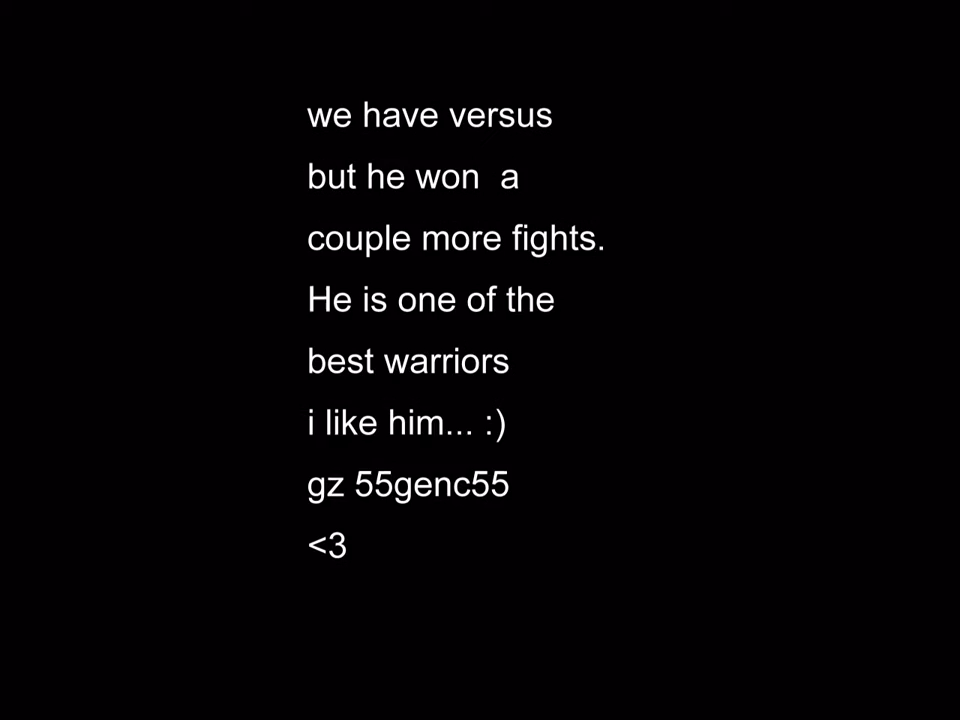 we have versus
but he won  a
couple more fights.
He is one of the
best warriors
i like him... :)
gz 55genc55
<3